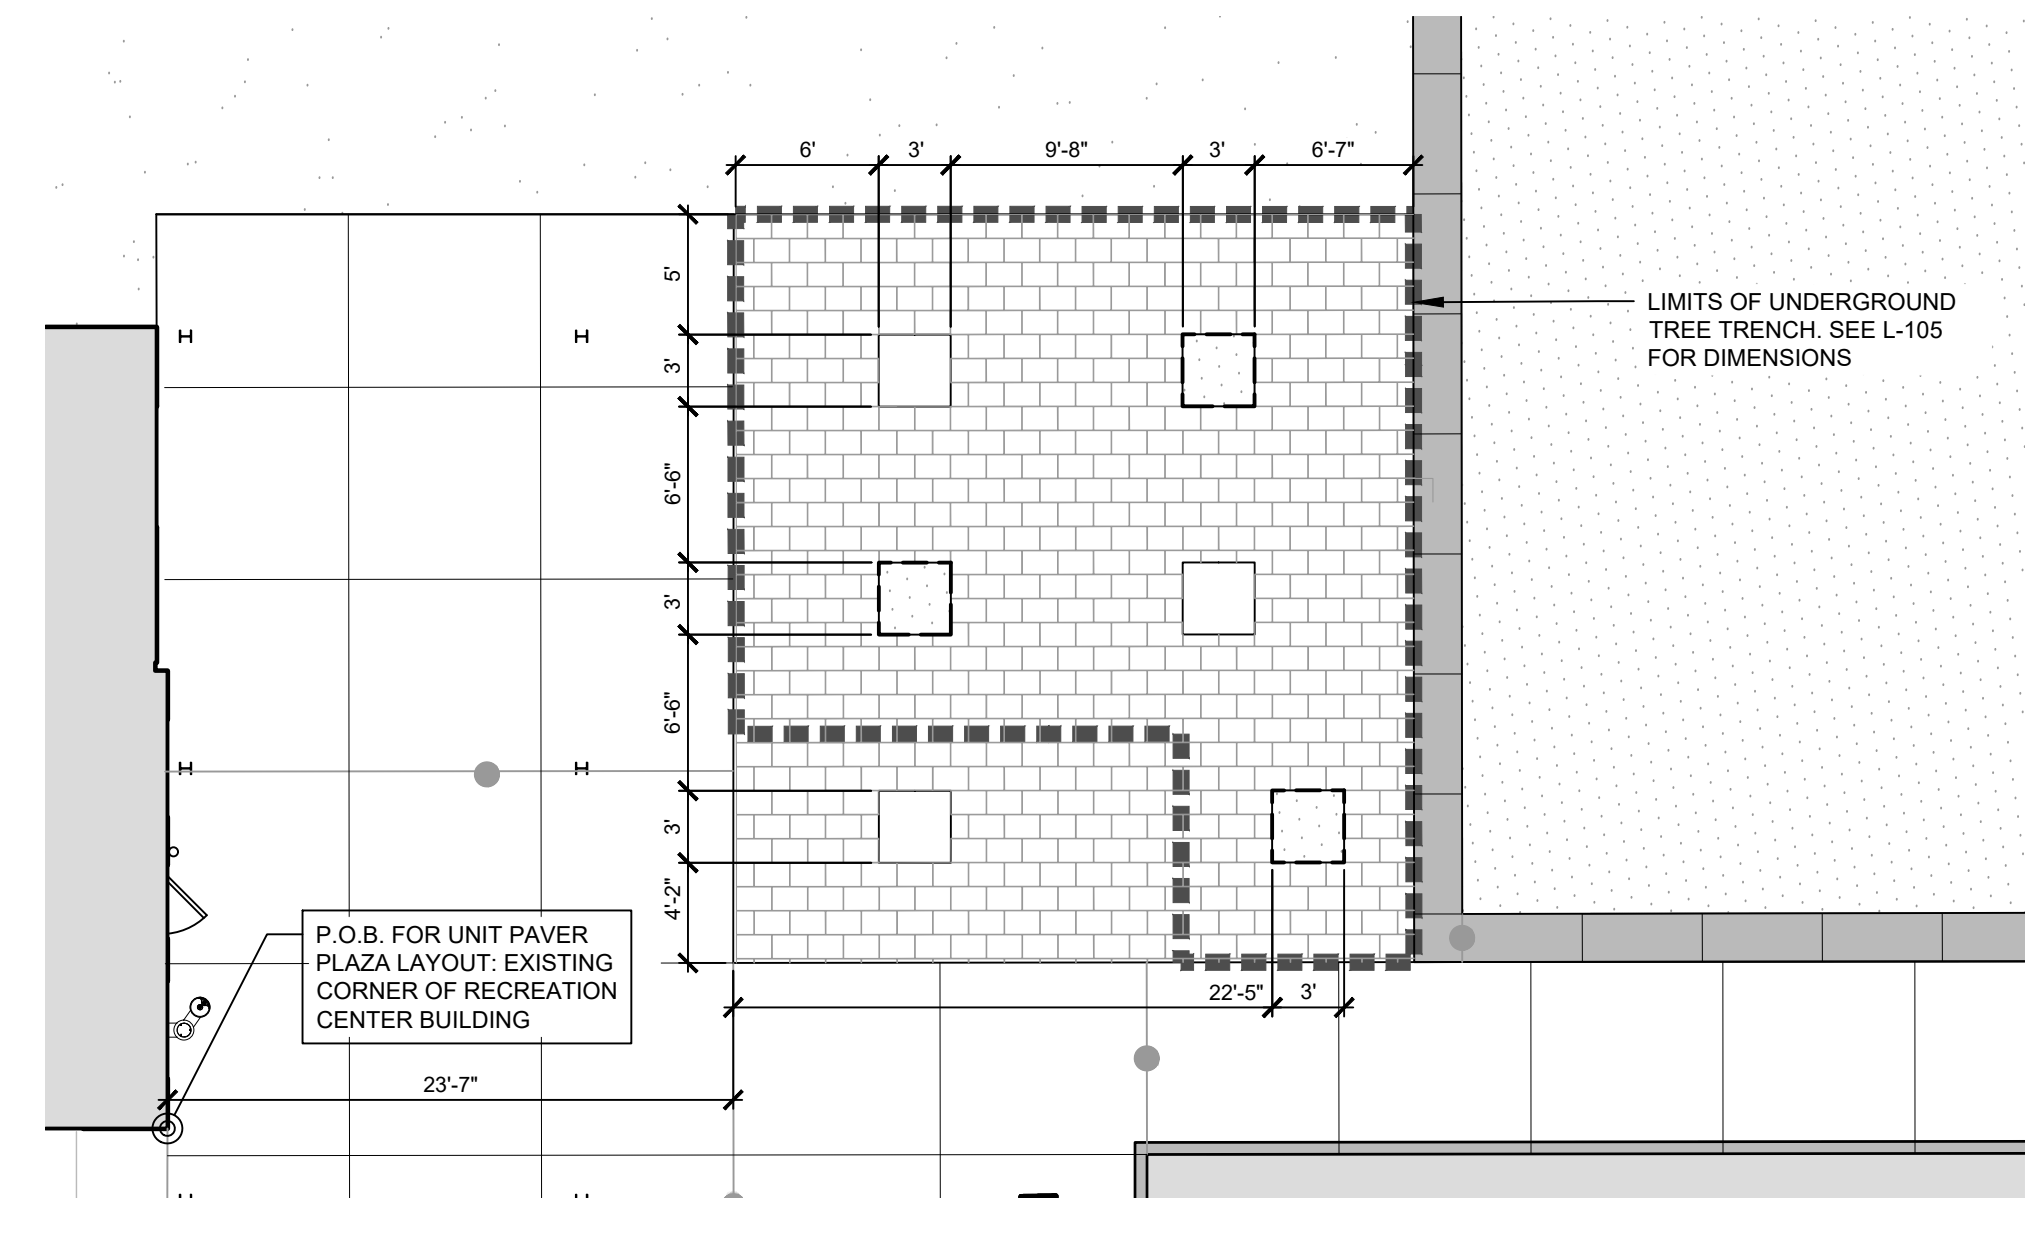 6'
3'
9'-8"
3'
6'-7"
5'
3'
6'-6"
3'
6'-6"
3'
4'-2"
LIMITS OF UNDERGROUND
TREE TRENCH. SEE L-105
FOR DIMENSIONS
H
H
H
H
P.O.B. FOR UNIT PAVER
PLAZA LAYOUT: EXISTING
CORNER OF RECREATION
CENTER BUILDING
22'-5"
3'
23'-7"
H
H